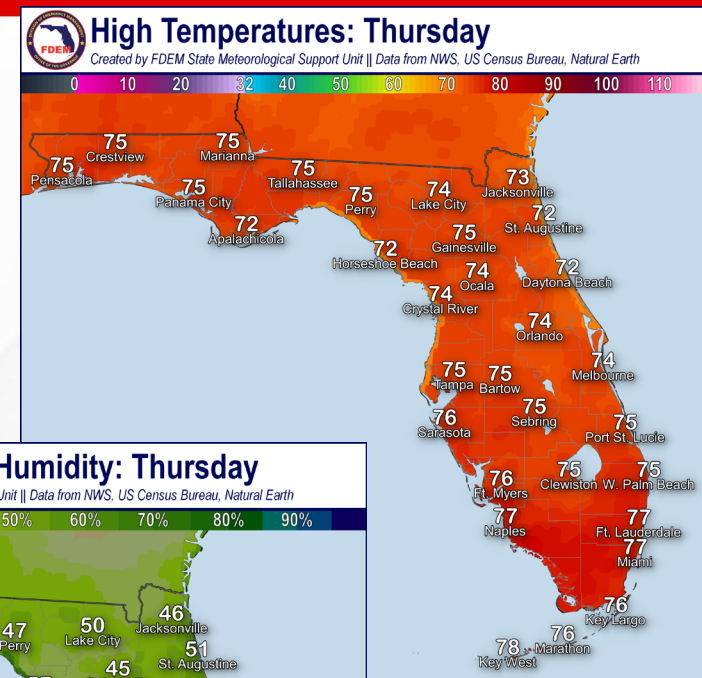 FDEM
High Temperatures: Thursday
Created by FDEM State Meteorological Support Unit || Data from NWS, US Census Bureau, Natural Earth
0 10 20 32 40 50 60 70 80 90 100 110
75
Crestview
75
Marianna
75
Pensacola
75
Panama City
72
Apalachicola
75
Tallahassee
75
Perry
74
Lake City
73
Jacksonville
72
St. Augustine
75
Gainesville
72
Horseshoe Beach
74
Ocala
72
Daytona Beach
74
Crystal River
74
Orlando
74
Melbourne
75
Tampa
75
Bartow
75
Sebring
76
Sarasota
75
Port St. Lucie
76
Ft. Myers
75
Clewiston
75
W. Palm Beach
77
Naples
77
Ft. Lauderdale
77
Miami
76
Key Largo
76
Marathon
78
Key West
Humidity: Thursday
Unit || Data from NWS, US Census Bureau, Natural Earth
50% 60% 70% 80% 90%
47
Perry
50
Lake City
46
Jacksonville
51
St. Augustine
45